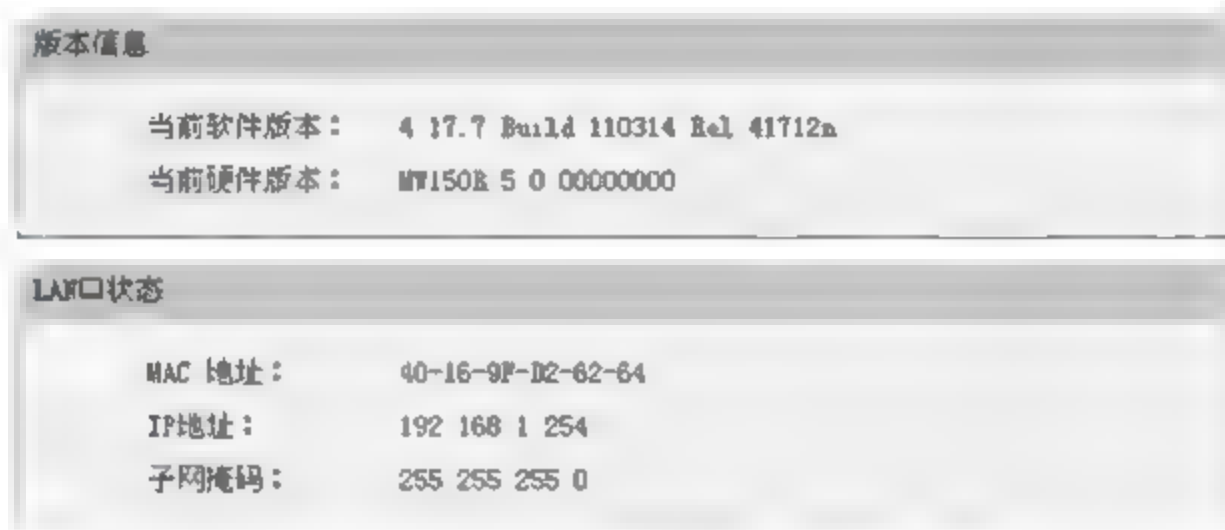 版本信息
当前软件版本： 4 17.7 Build 110314 Rel 41712n
当前硬件版本： MW150R 5 0 00000000
LAN口状态
MAC 地址： 40-16-9F-D2-62-64
IP地址： 192 168 1 254
子网掩码： 255 255 255 0